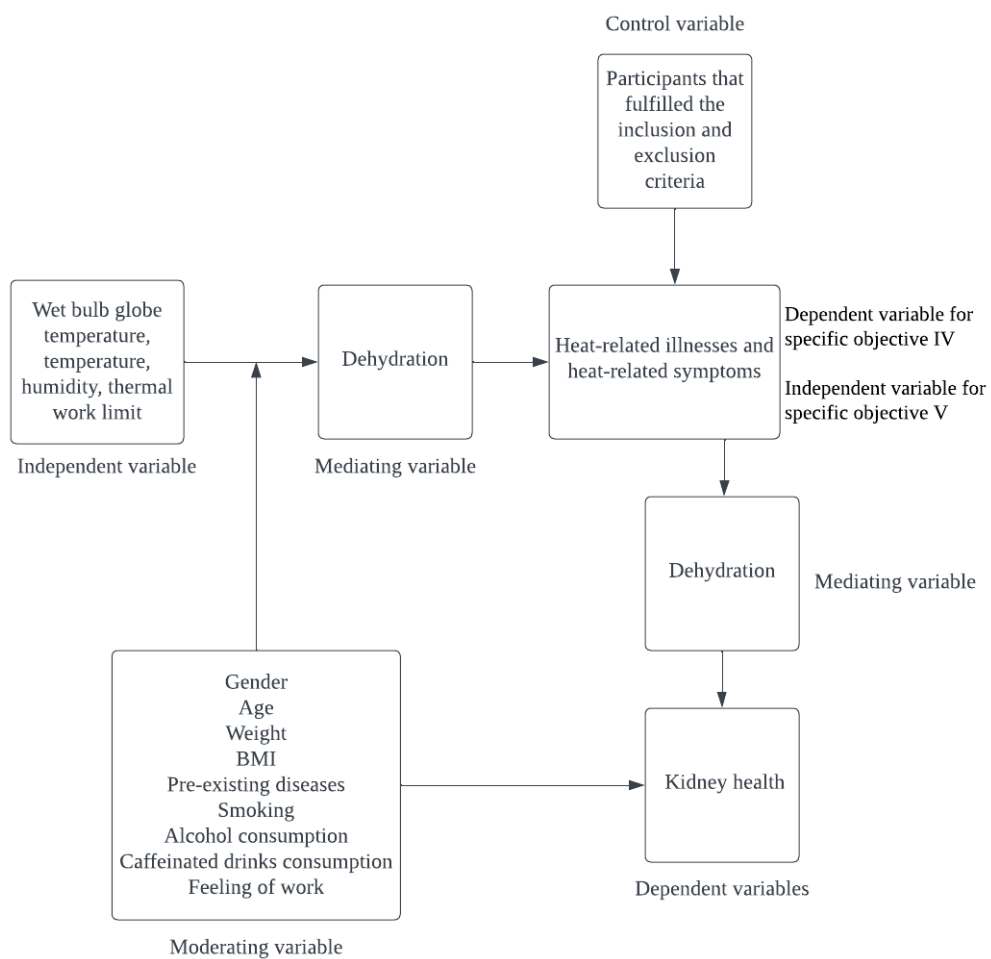 Control variable
Participants that
fulfilled the
inclusion and
exclusion
criteria
Wet bulb globe
temperature,
temperature,
humidity, thermal
work limit
Independent variable
Dehydration
Mediating variable
Heat-related illnesses and
heat-related symptoms
Dependent variable for
specific objective IV
Independent variable for
specific objective V
Dehydration
Mediating variable
Gender
Age
Weight
BMI
Pre-existing diseases
Smoking
Alcohol consumption
Caffeinated drinks consumption
Feeling of work
Moderating variable
Kidney health
Dependent variables